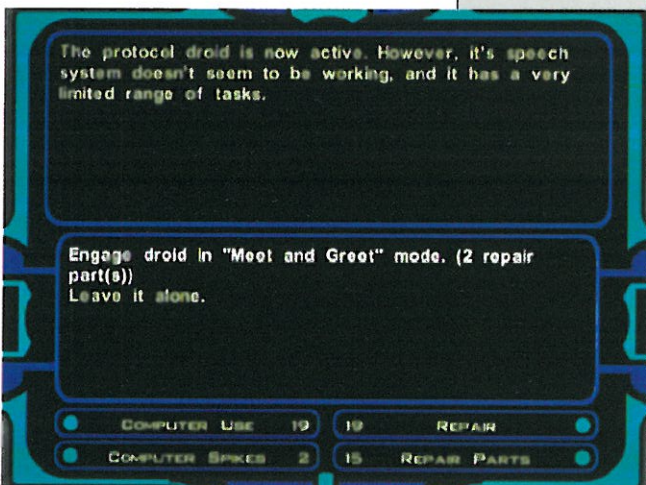 The protocol droid is now active. However, it's speech
system doesn't seem to be working, and it has a very
limited range of tasks.
Engage droid in "Meet and Greet" mode. (2 repair
part(s))
Leave it alone.
COMPUTER USE 19
19 REPAIR
COMPUTER SPIKES 2
15 REPAIR PARTS